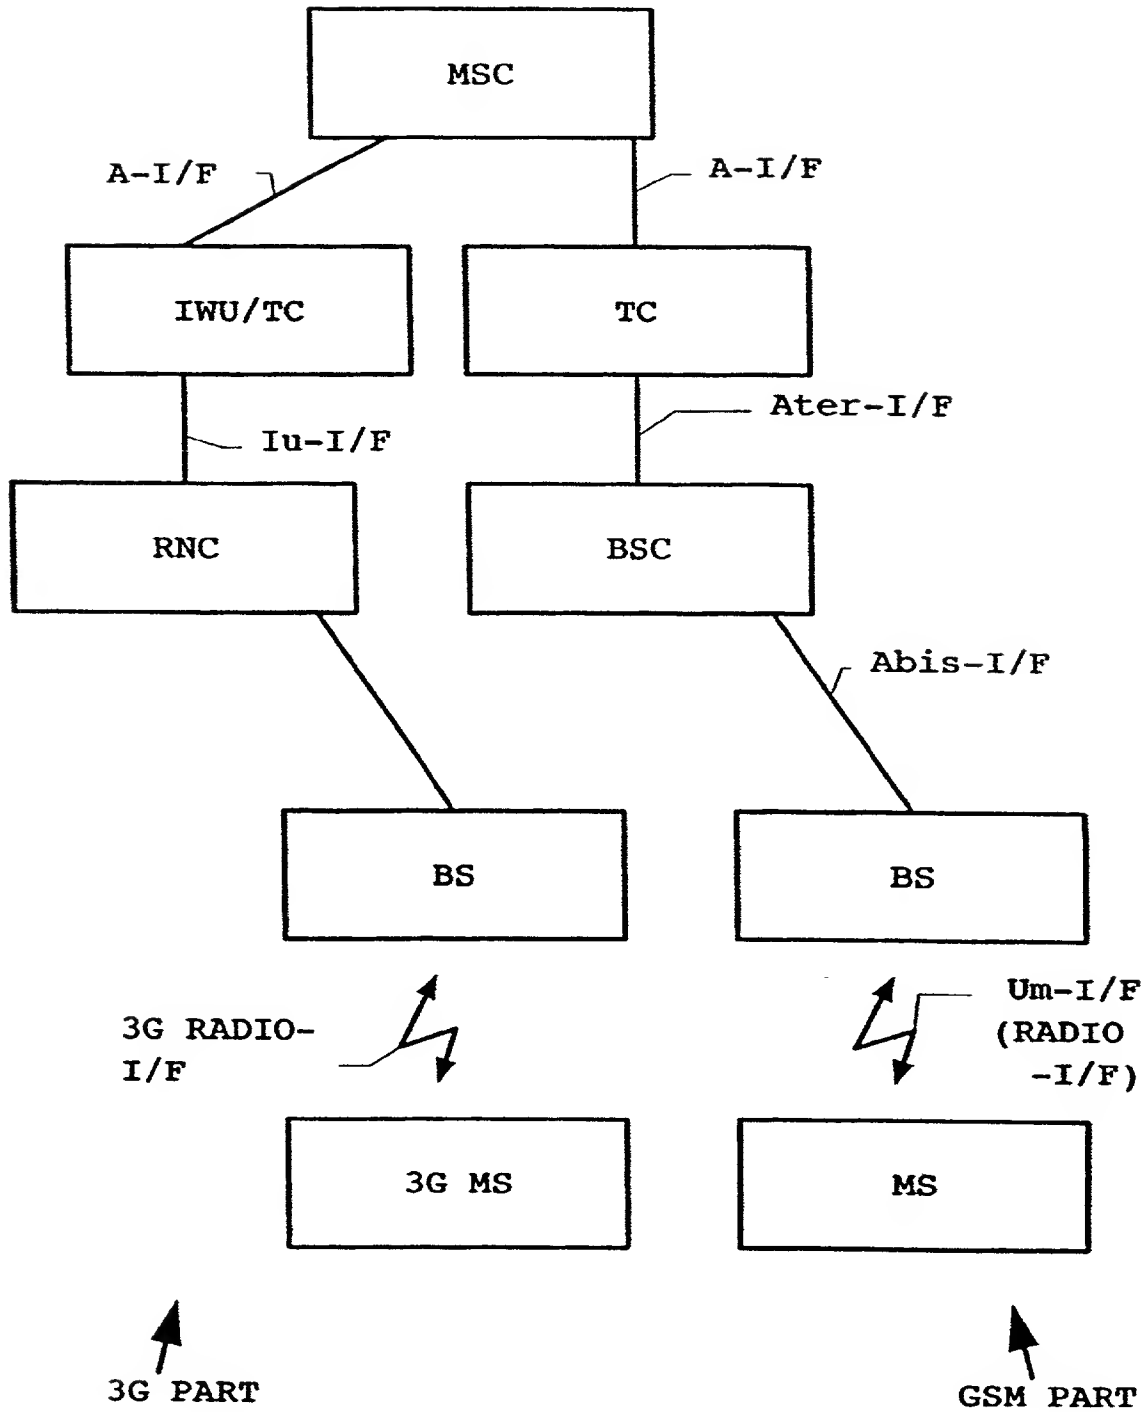 MSC
A-I/F
A-I/F
IWU/TC
TC
Ater-I/F
Iu-I/F
RNC
BSC
Abis-I/F
BS
BS
3G RADIO-
I/F
Um-I/F
(RADIO
-I/F)
3G MS
MS
3G PART
GSM PART